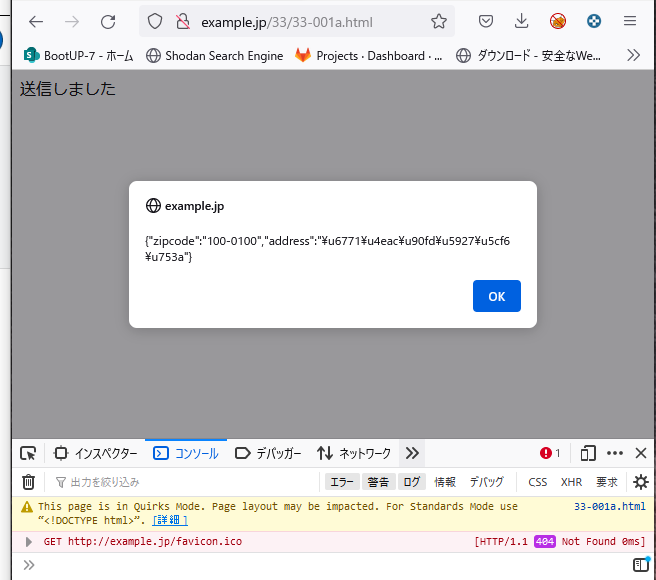 example.jp/33/33-001a.html
BootUP-7 - ホーム Shodan Search Engine Projects · Dashboard · ... ダウンロード - 安全なWe...
送信しました
example.jp
{"zipcode":"100-0100","address":"¥u6771¥u4eac¥u90fd¥u5927¥u5cf6
¥u753a"}
OK
インスペクター コンソール デバッガー ネットワーク 1
出力を絞り込み エラー 警告 ログ 情報 デバッグ CSS XHR 要求
This page is in Quirks Mode. Page layout may be impacted. For Standards Mode use 33-001a.html
“<!DOCTYPE html>”. [詳細]
GET http://example.jp/favicon.ico [HTTP/1.1 404 Not Found 0ms]